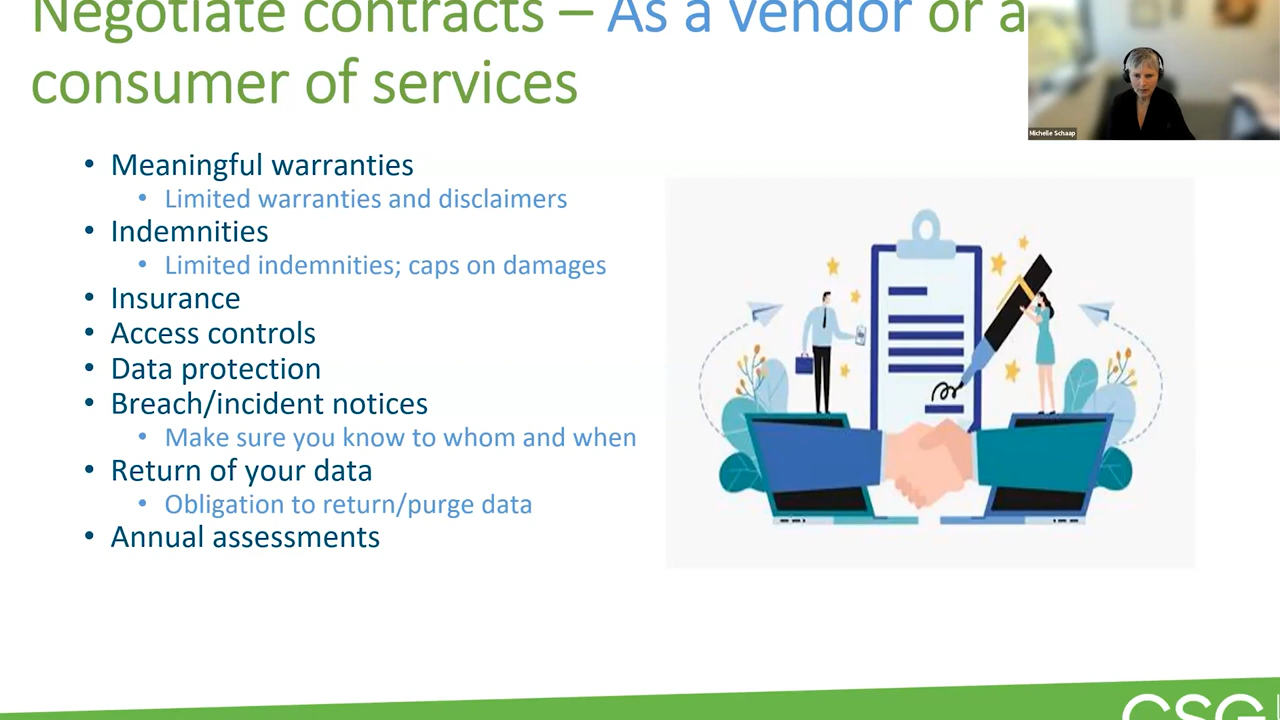 Negotiate contracts – As a vendor or a
consumer of services
Michelle Schaap
• Meaningful warranties
• Limited warranties and disclaimers
• Indemnities
• Limited indemnities; caps on damages
• Insurance
• Access controls
• Data protection
• Breach/incident notices
• Make sure you know to whom and when
• Return of your data
• Obligation to return/purge data
• Annual assessments
CSG